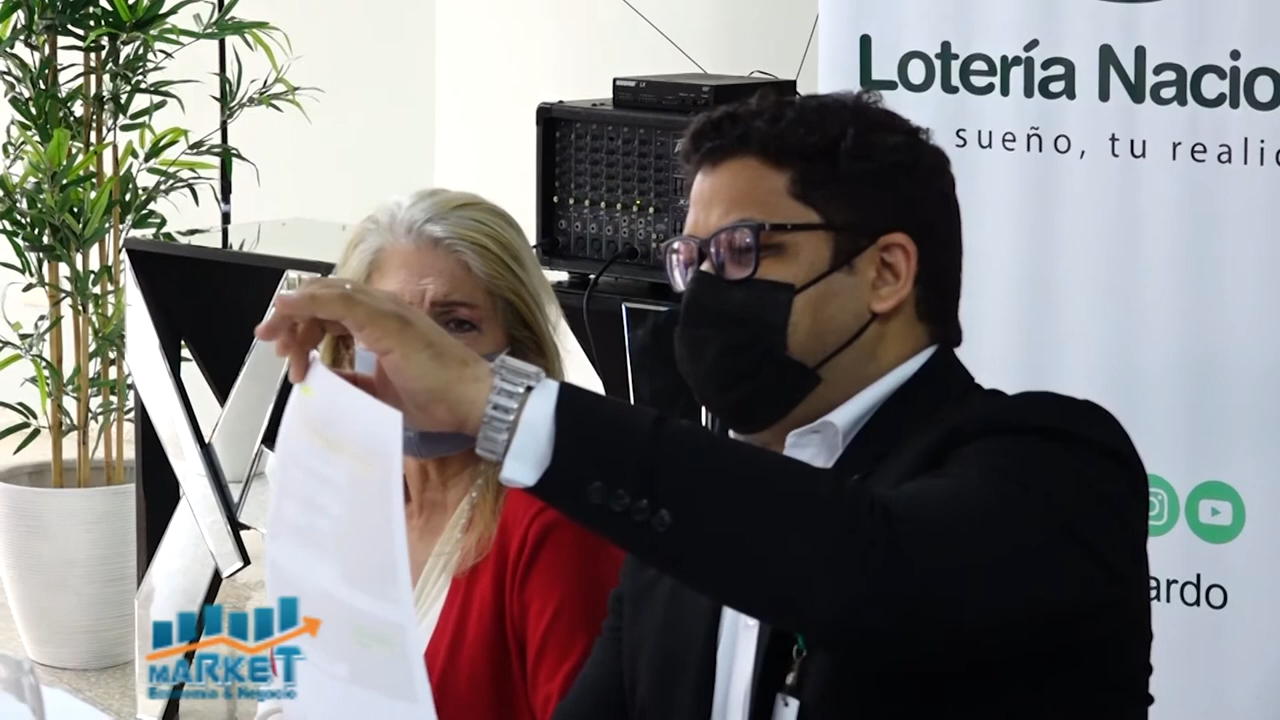 Lotería Nacio
sueño, tu realid
ardo
MARKET
Economía & Negocio